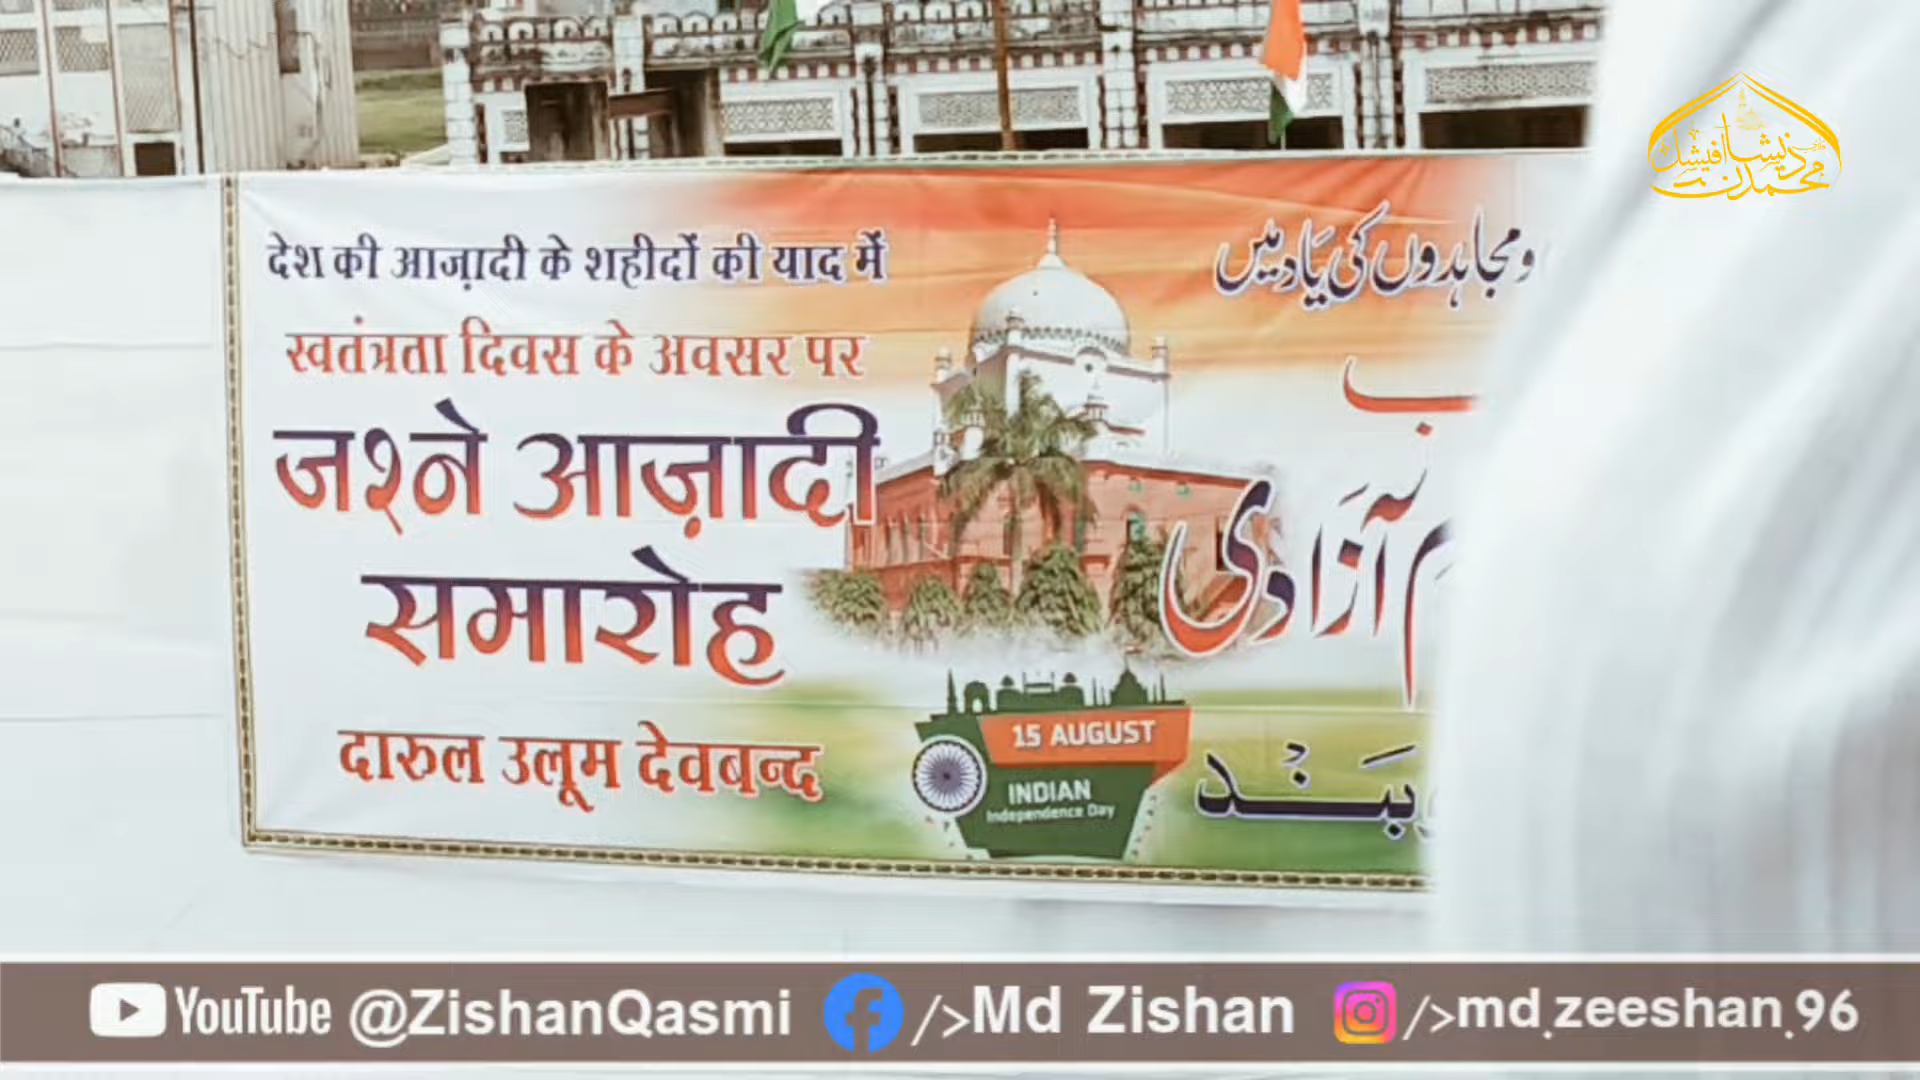 देश की आज़ादी के शहीदों की याद में
स्वतंत्रता दिवस के अवसर पर
जश्ने आज़ादी
समारोह
दारुल उलूम देवबन्द
و مجاہدوں کی یاد میں
آزادی
15 AUGUST
INDIAN
Independence Day
YouTube @ZishanQasmi />Md Zishan />md.zeeshan.96